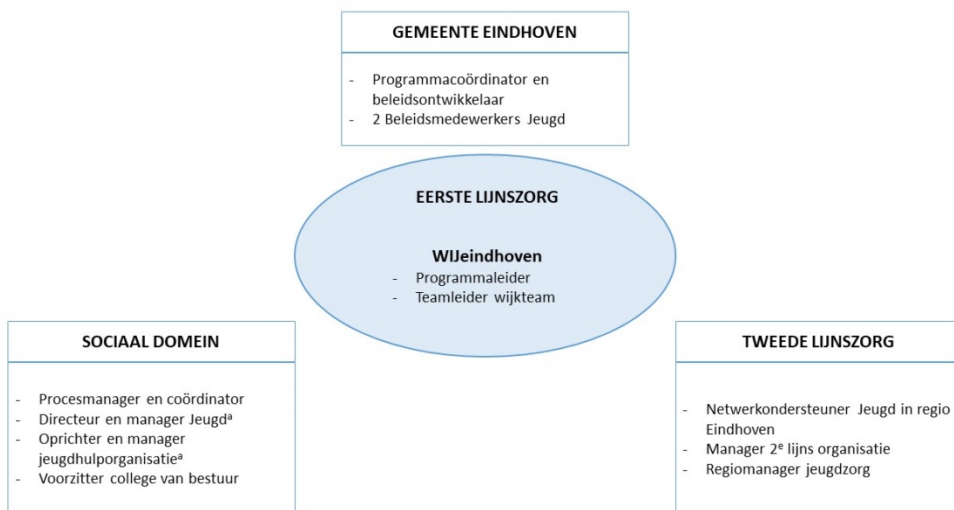 GEMEENTE EINDHOVEN
- Programmacoördinator en
beleidsontwikkelaar
- 2 Beleidsmedewerkers Jeugd
EERSTE LIJNSZORG
WIJeindhoven
- Programmaleider
- Teamleider wijkteam
SOCIAAL DOMEIN
- Procesmanager en coördinator
- Directeur en manager Jeugdᵃ
- Oprichter en manager
jeugdhulporganisatieᵃ
- Voorzitter college van bestuur
TWEEDE LIJNSZORG
- Netwerkondersteuner Jeugd in regio
Eindhoven
- Manager 2ᵉ lijns organisatie
- Regiomanager jeugdzorg